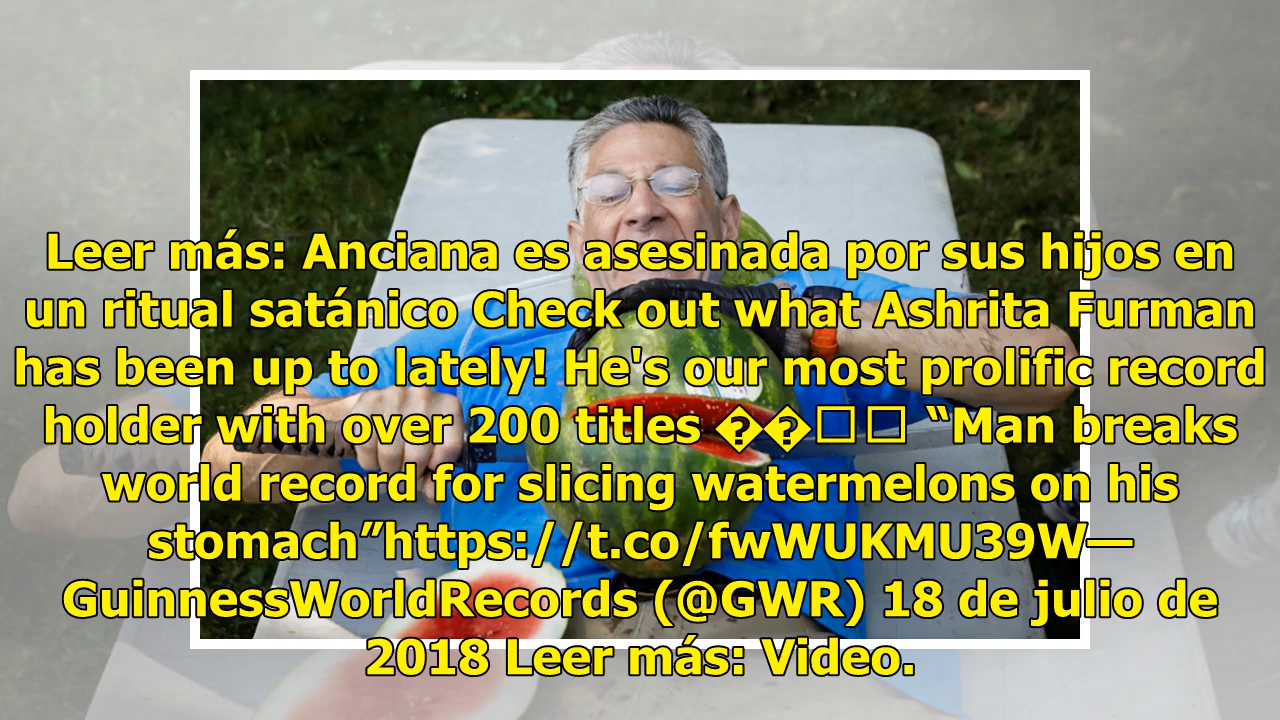 Leer más: Anciana es asesinada por sus hijos en
un ritual satánico Check out what Ashrita Furman
has been up to lately! He's our most prolific record
holder with over 200 titles ��□□ “Man breaks
world record for slicing watermelons on his
stomach”https://t.co/fwWUKMU39W—
GuinnessWorldRecords (@GWR) 18 de julio de
2018 Leer más: Video.